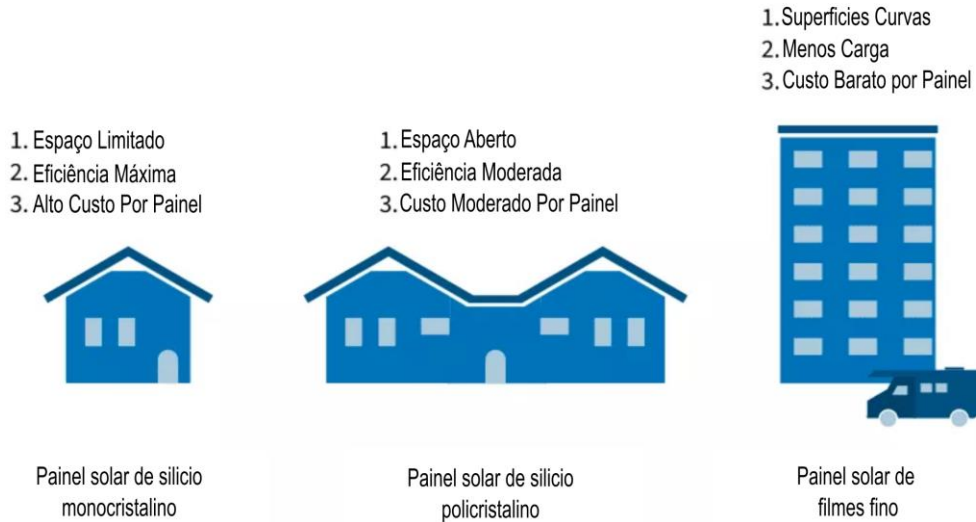 1. Superficies Curvas
2. Menos Carga
3. Custo Barato por Painel
1. Espaço Limitado
2. Eficiência Máxima
3. Alto Custo Por Painel
1. Espaço Aberto
2. Eficiência Moderada
3. Custo Moderado Por Painel
Painel solar de silicio
monocristalino
Painel solar de silicio
policristalino
Painel solar de
filmes fino